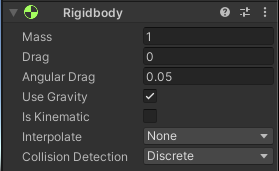 Rigidbody
Mass 1
Drag 0
Angular Drag 0.05
Use Gravity
Is Kinematic
Interpolate None
Collision Detection Discrete